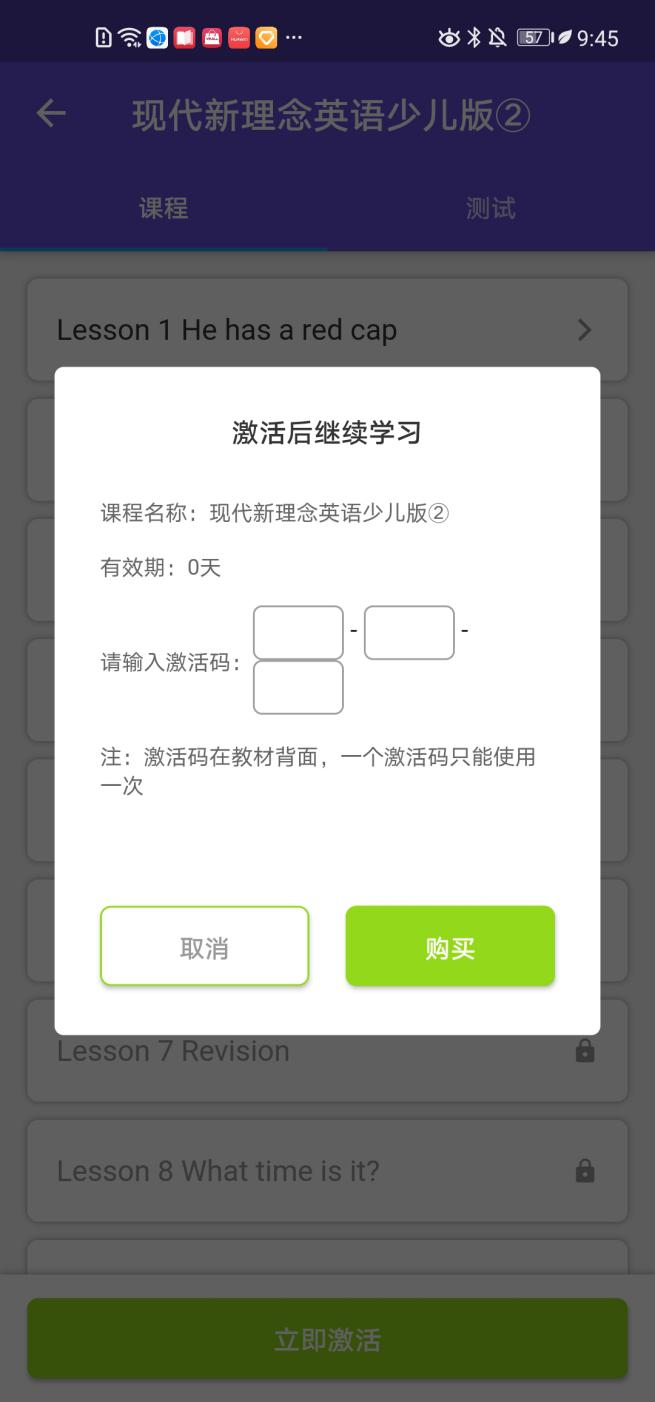 57 9:45
现代新理念英语少儿版②
课程 测试
Lesson 1 He has a red cap
激活后继续学习
课程名称：现代新理念英语少儿版②
有效期：0天
- -
请输入激活码：
注：激活码在教材背面，一个激活码只能使用
一次
取消 购买
Lesson 7 Revision
Lesson 8 What time is it?
立即激活